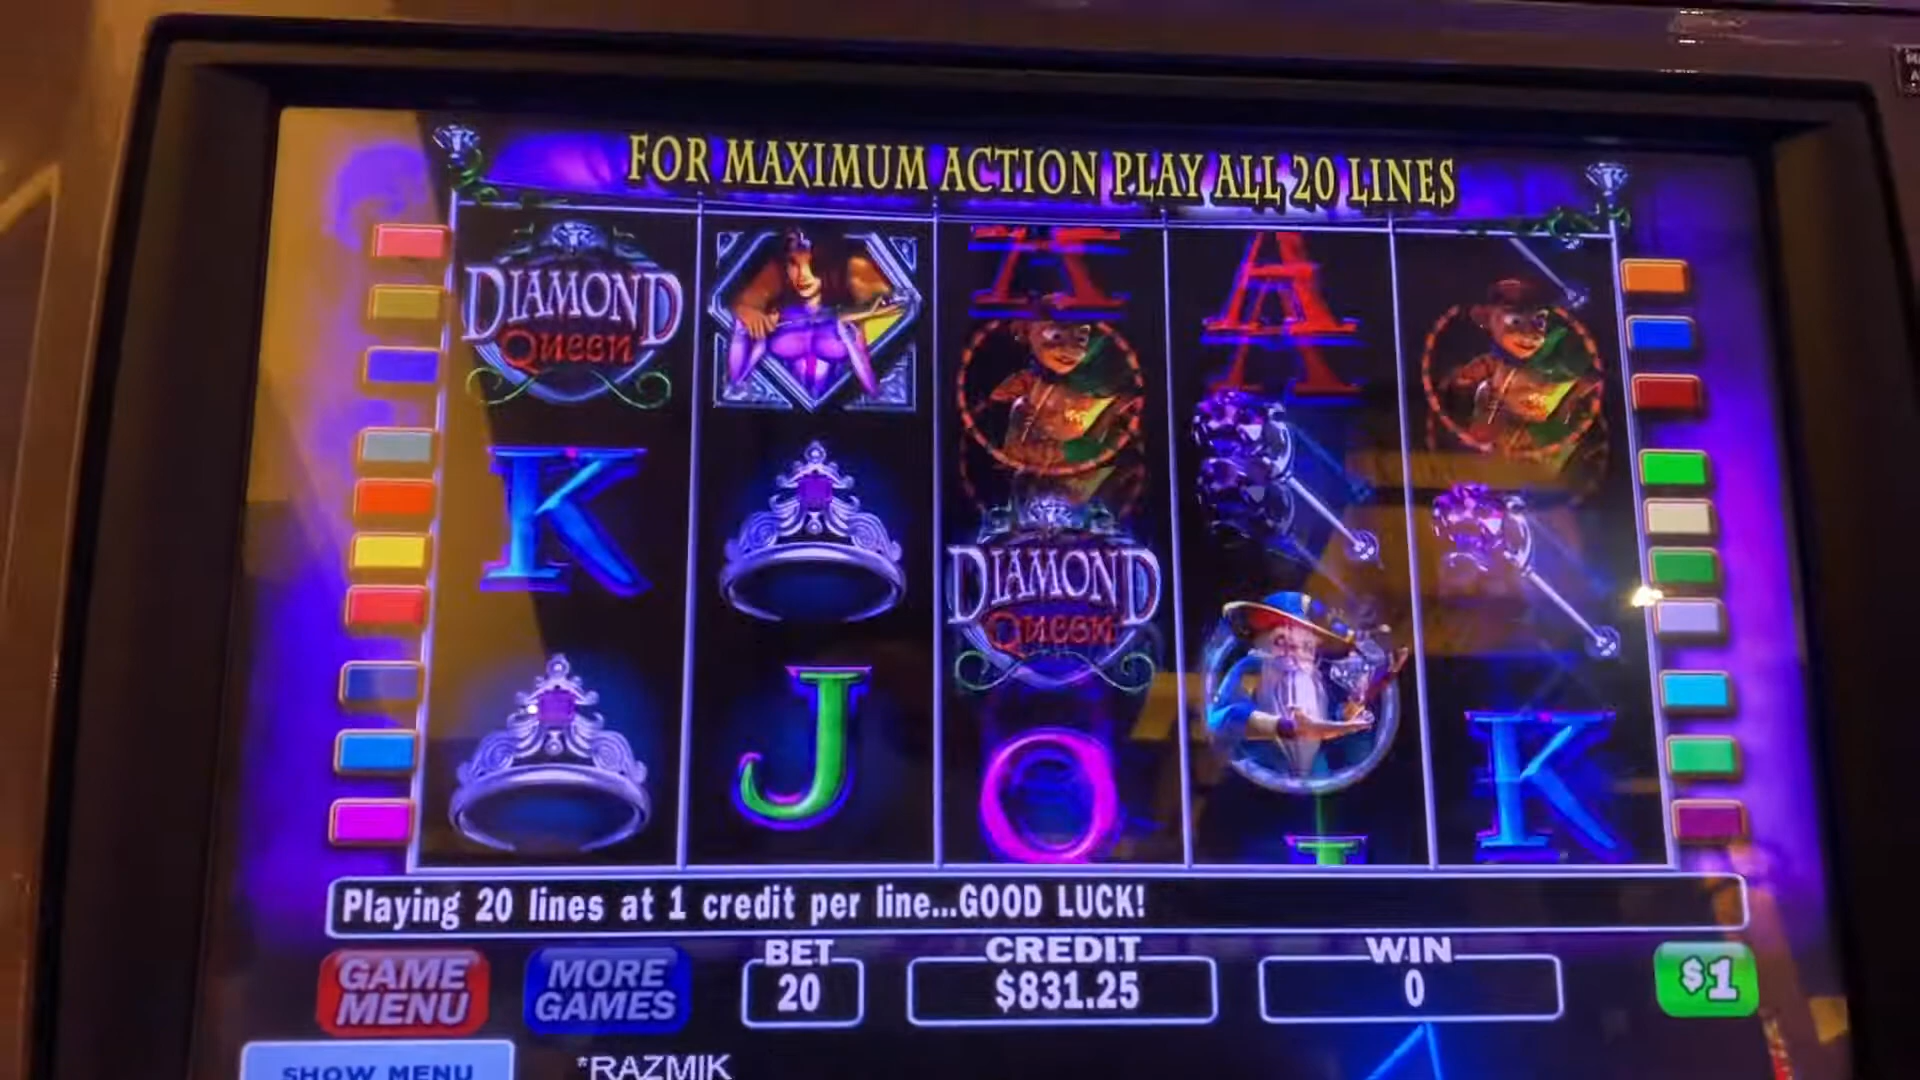 FOR MAXIMUM ACTION PLAY ALL 20 LINES
DIAMOND
Queen
A
A
A
K
DIAMOND
Queen
J
Q
K
Playing 20 lines at 1 credit per line...GOOD LUCK!
GAME
MENU
MORE
GAMES
BET
20
CREDIT
$831.25
WIN
0
$1
SHOW MENU
*RAZMIK